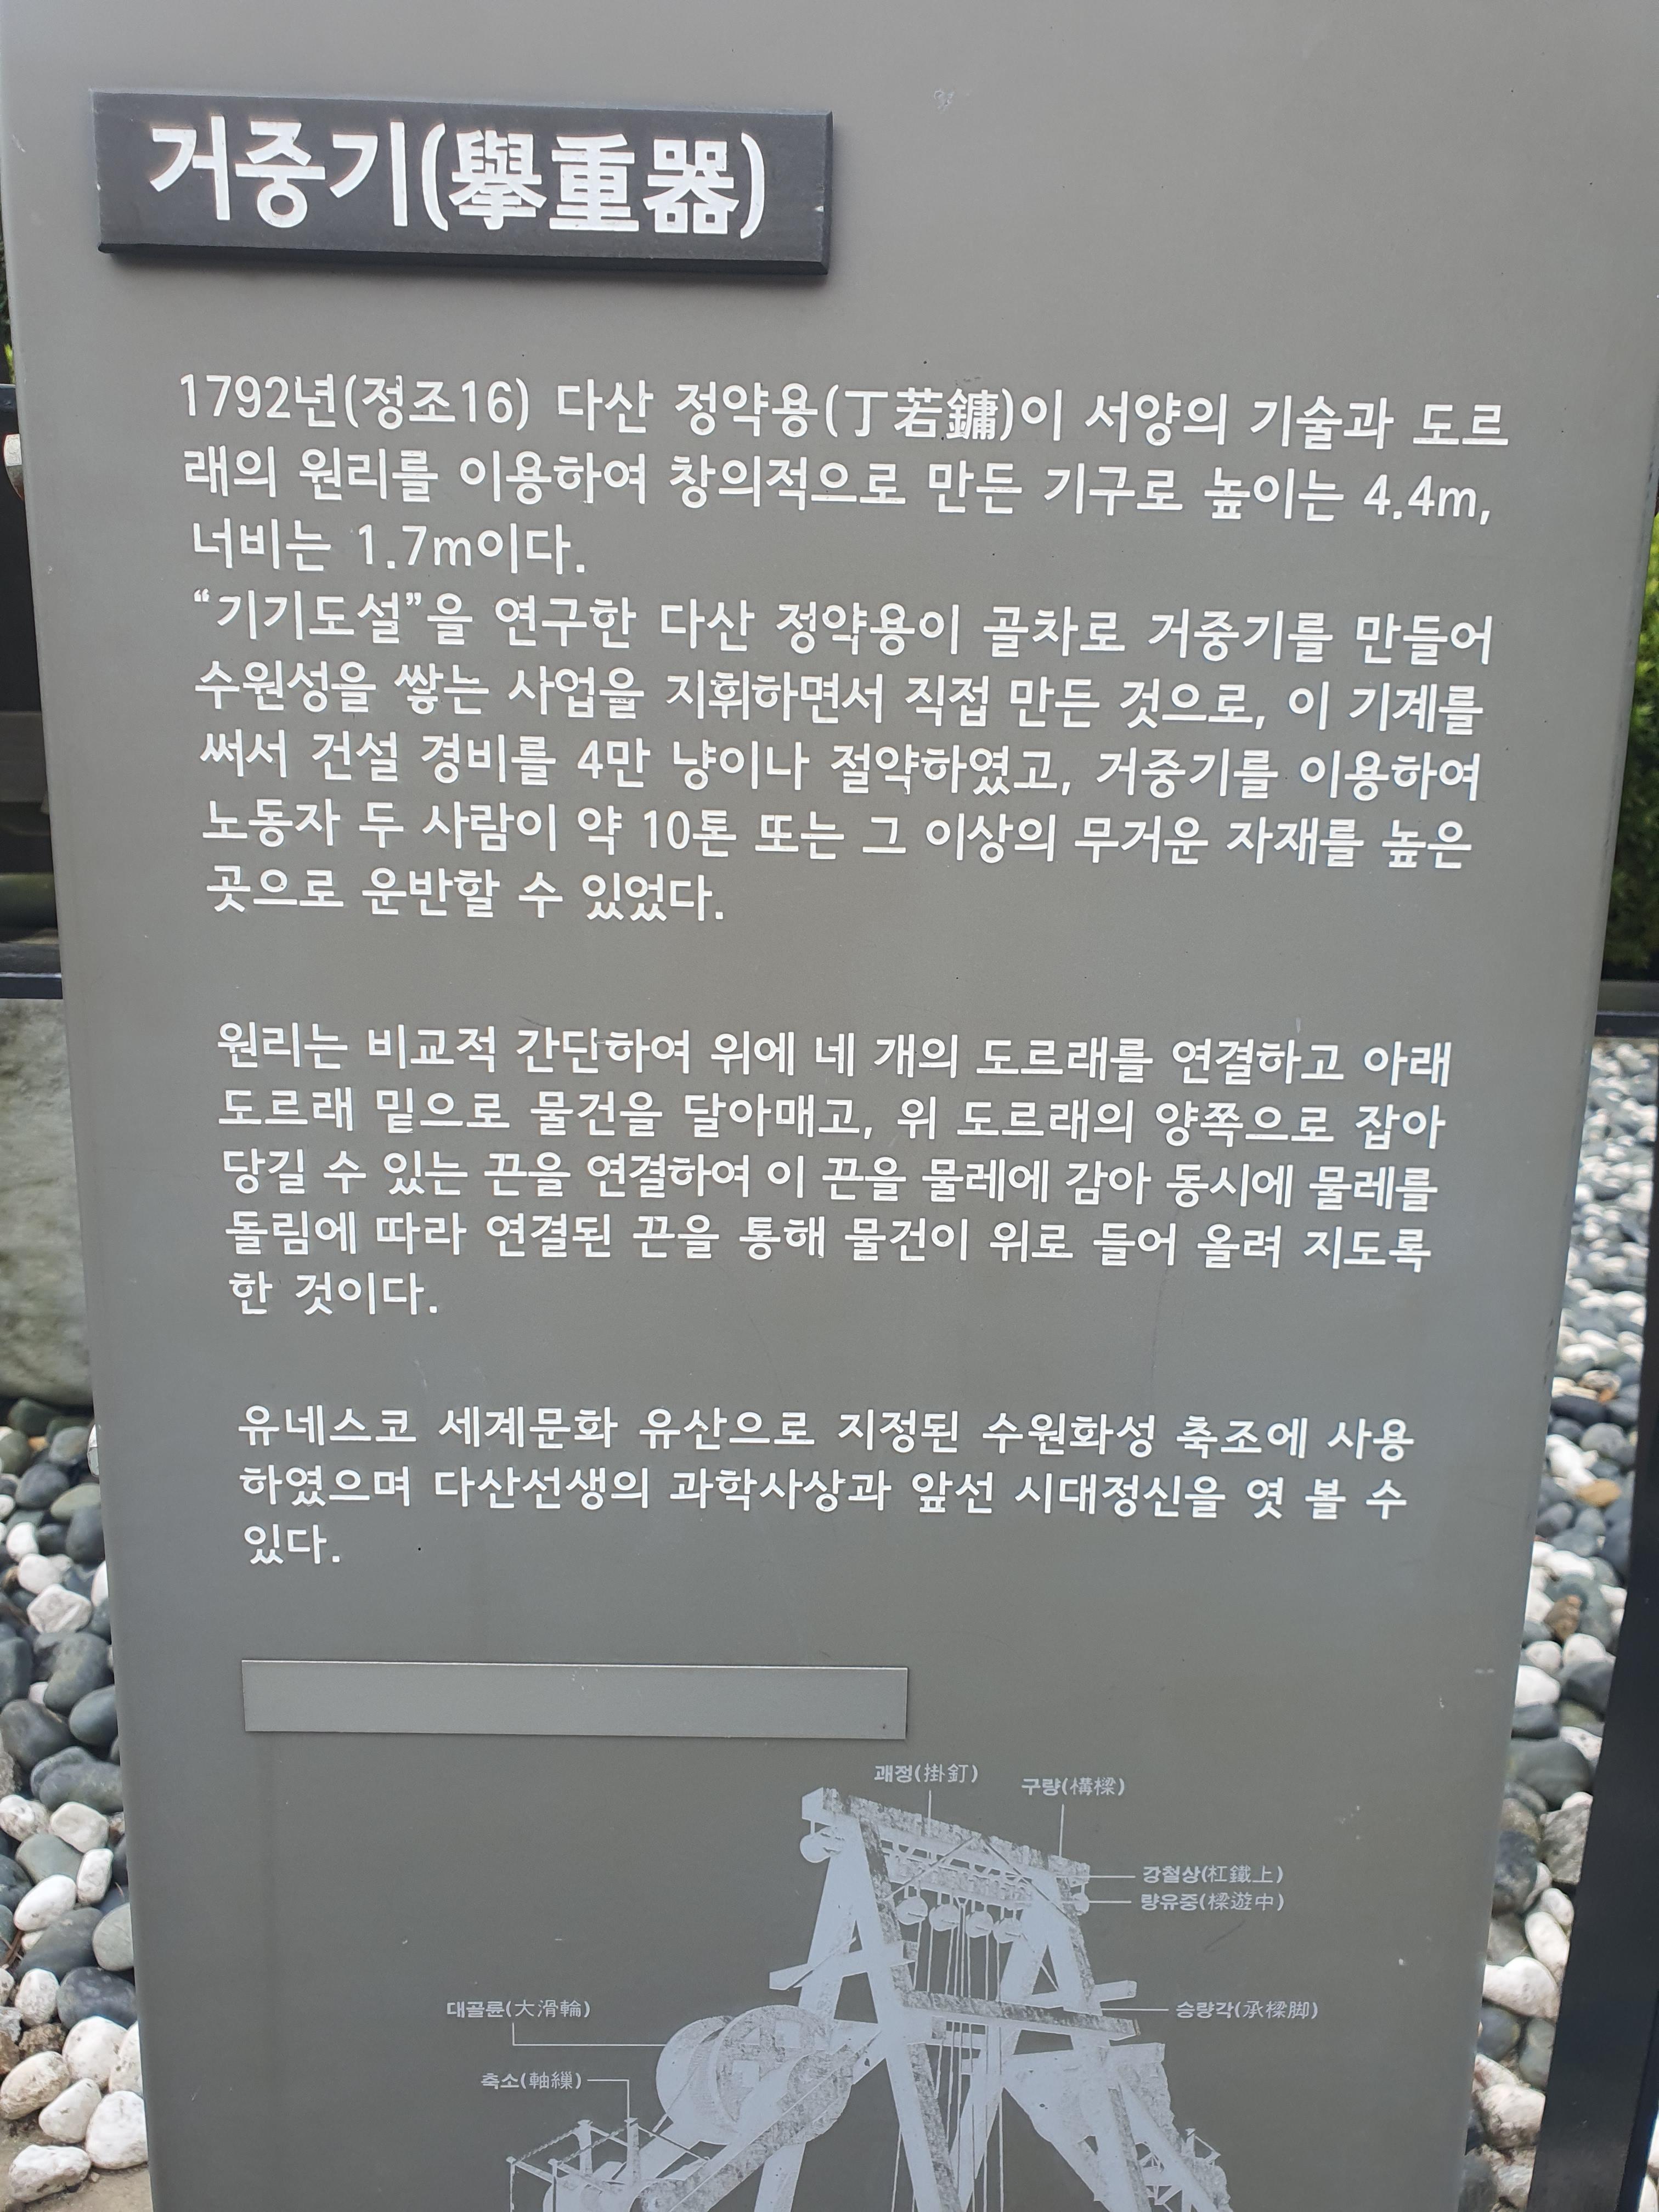 거중기(擧重器)
1792년(정조16) 다산 정약용(丁若鏞)이 서양의 기술과 도르
래의 원리를 이용하여 창의적으로 만든 기구로 높이는 4.4m,
너비는 1.7m이다.
“기기도설”을 연구한 다산 정약용이 골차로 거중기를 만들어
수원성을 쌓는 사업을 지휘하면서 직접 만든 것으로, 이 기계를
써서 건설 경비를 4만 냥이나 절약하였고, 거중기를 이용하여
노동자 두 사람이 약 10톤 또는 그 이상의 무거운 자재를 높은
곳으로 운반할 수 있었다.
원리는 비교적 간단하여 위에 네 개의 도르래를 연결하고 아래
도르래 밑으로 물건을 달아매고, 위 도르래의 양쪽으로 잡아
당길 수 있는 끈을 연결하여 이 끈을 물레에 감아 동시에 물레를
돌림에 따라 연결된 끈을 통해 물건이 위로 들어 올려 지도록
한 것이다.
유네스코 세계문화 유산으로 지정된 수원화성 축조에 사용
하였으며 다산선생의 과학사상과 앞선 시대정신을 엿 볼 수
있다.
괘정(掛釘)
구량(構樑)
강철상(杠鐵上)
량유중(樑遊中)
대골륜(大滑輪)
승량각(承樑脚)
축소(軸繅)